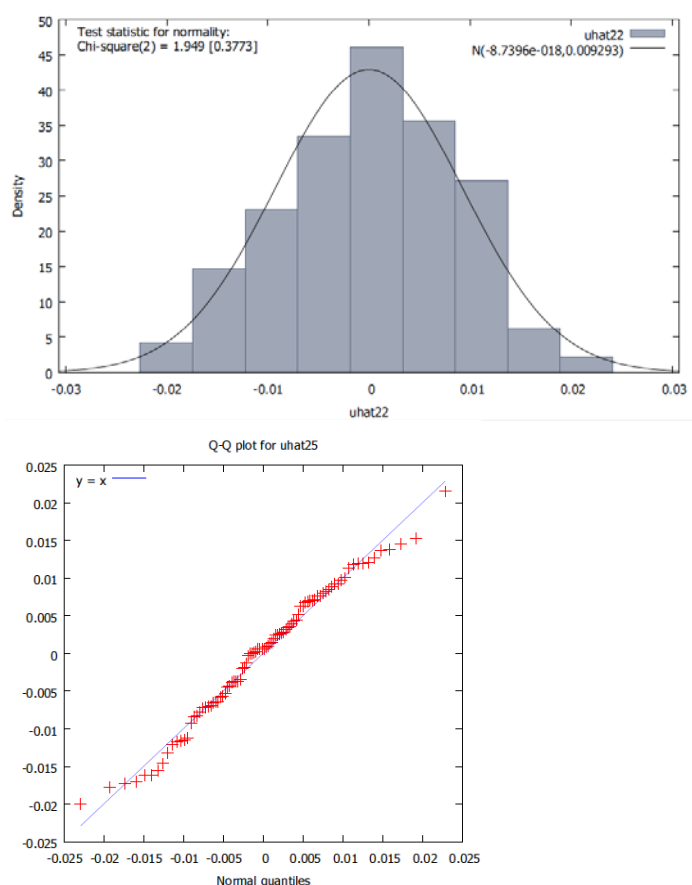 Test statistic for normality:
Chi-square(2) = 1.949 [0.3773]
uhat22
N(-8.7396e-018,0.009293)
50
45
40
35
30
25
20
15
10
5
0
Density
-0.03 -0.02 -0.01 0 0.01 0.02 0.03
uhat22
Q-Q plot for uhat25
y = x
0.025
0.02
0.015
0.01
0.005
0
-0.005
-0.01
-0.015
-0.02
-0.025
-0.025 -0.02 -0.015 -0.01 -0.005 0 0.005 0.01 0.015 0.02 0.025
Normal quantiles